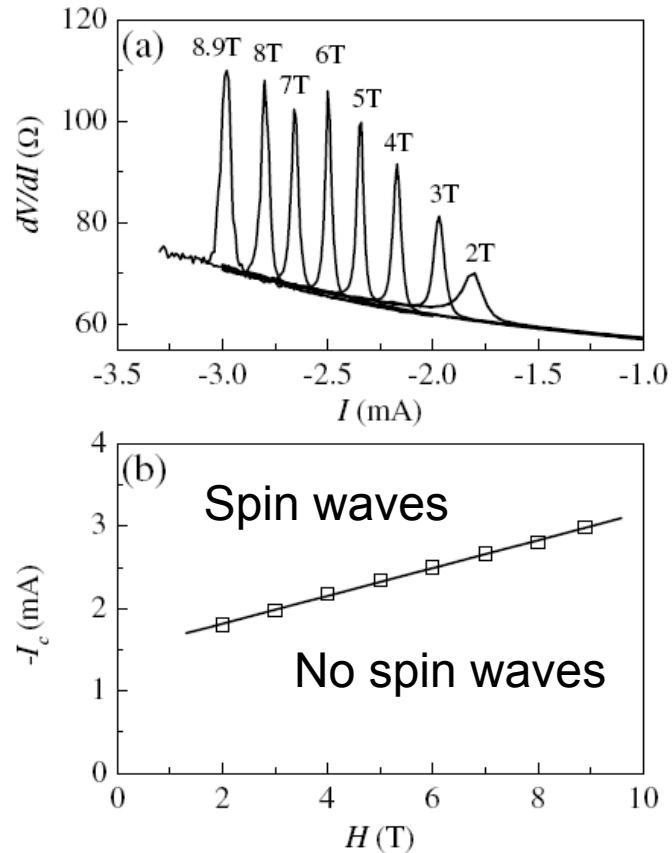 (a)
8.9T 8T 7T 6T 5T 4T 3T 2T
dV/dI (Ω)
120
100
80
60
-3.5 -3.0 -2.5 -2.0 -1.5 -1.0
I (mA)
(b)
Spin waves
No spin waves
-I_c (mA)
4
3
2
1
0
0 2 4 6 8 10
H (T)